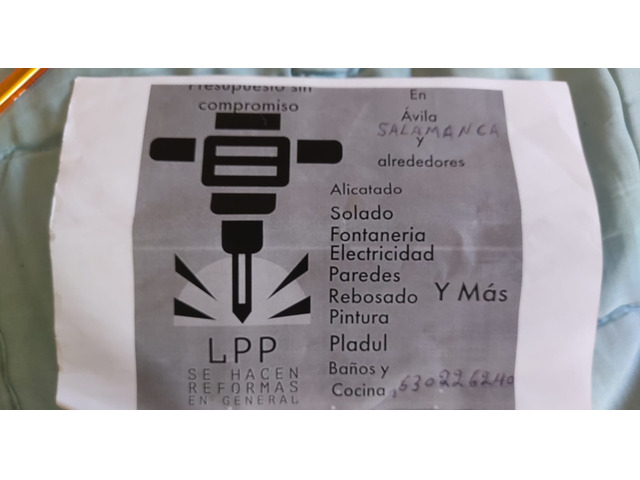 Presupuesto sin
compromiso
En
Ávila
SALAMANCA
y
alrededores
Alicatado
Solado
Fontaneria
Electricidad
Paredes
Rebosado
Pintura
Pladul
Baños y
Cocina
Y Más
630226240
LPP
SE HACEN
REFORMAS
EN GENERAL